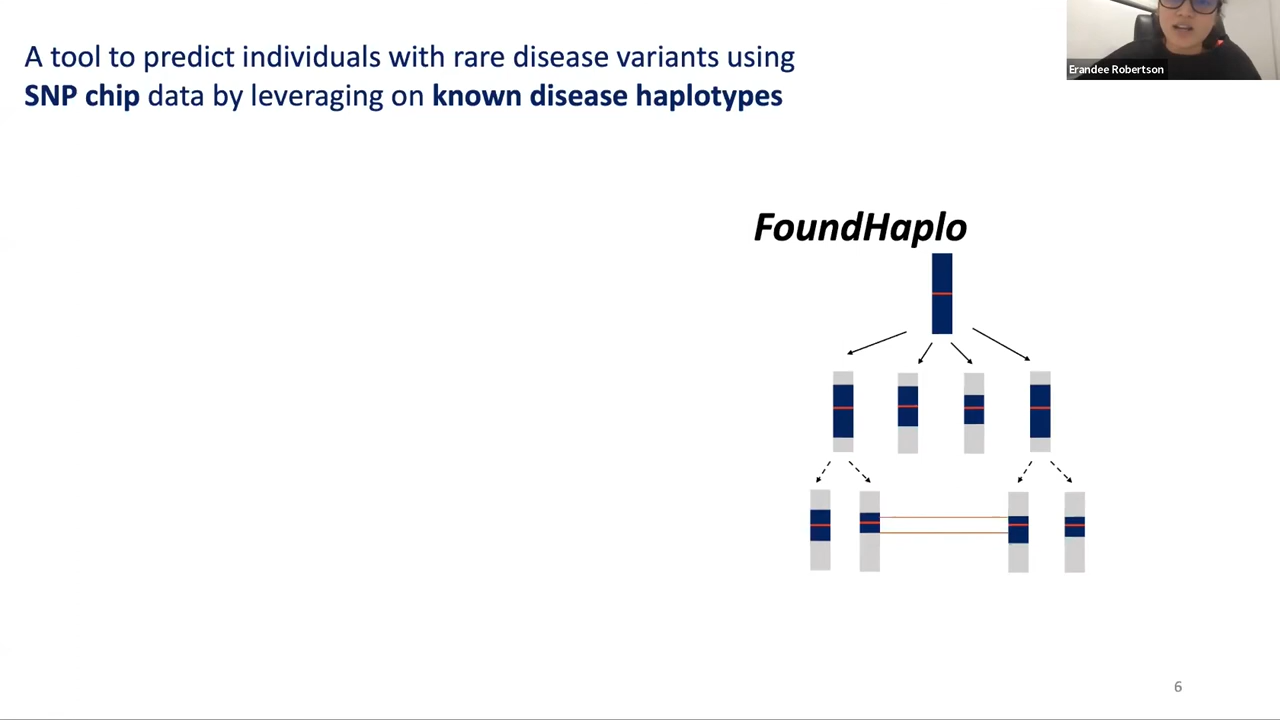 A tool to predict individuals with rare disease variants using
SNP chip data by leveraging on known disease haplotypes
Erandee Robertson
FoundHaplo
6